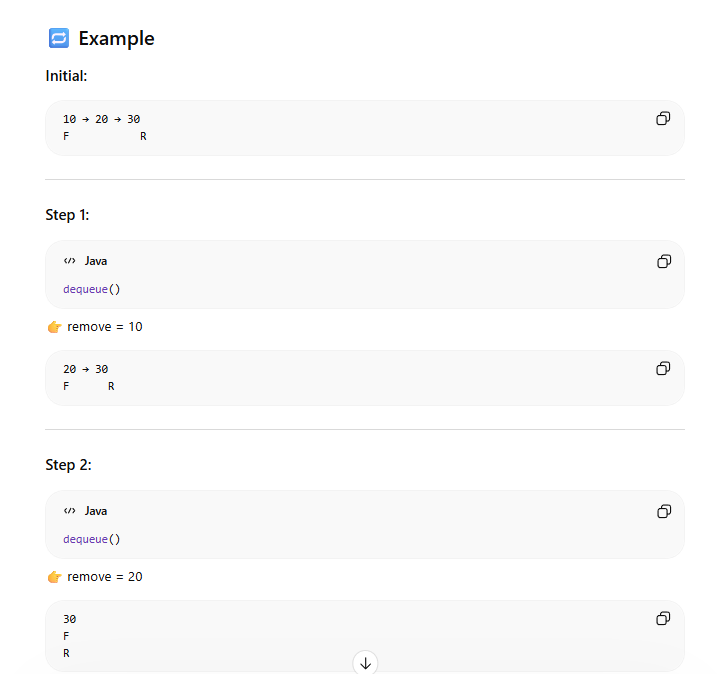 🔁 Example
Initial:
10 → 20 → 30
F           R
Step 1:
Java
dequeue()
👉 remove = 10
20 → 30
F      R
Step 2:
Java
dequeue()
👉 remove = 20
30
F
R